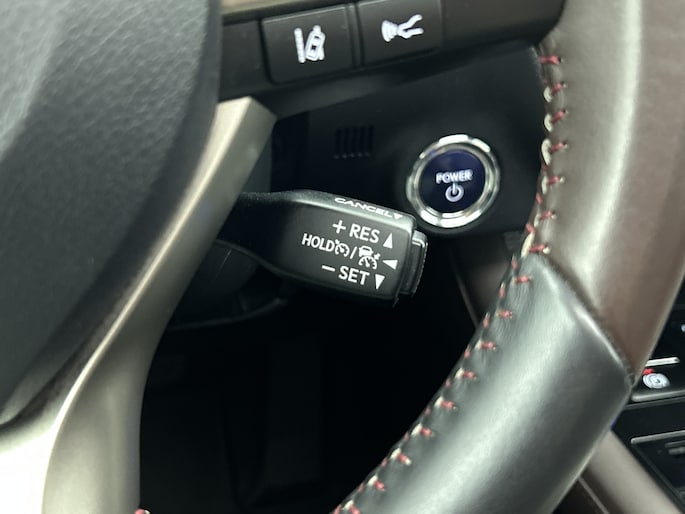 POWER
CANCEL▼
+RES▲
HOLD /
−SET▼